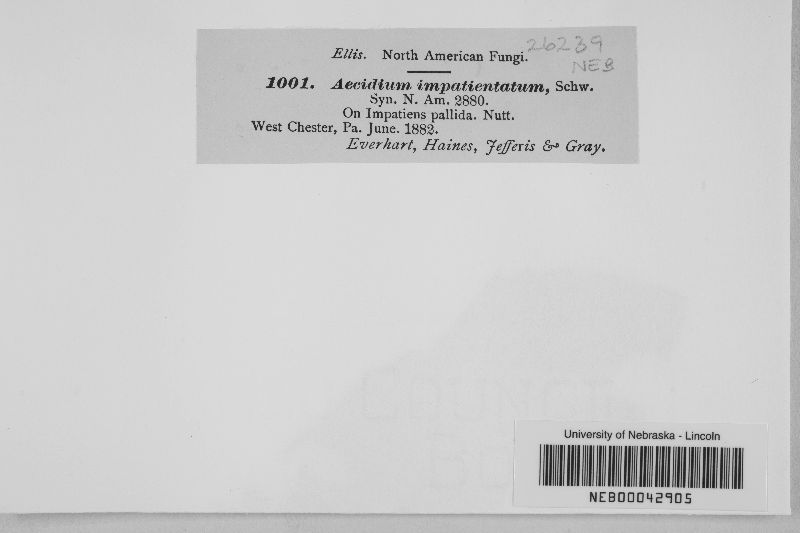 Ellis. North American Fungi.
26239
NEB
1001. Aecidium impatientatum, Schw.
Syn. N. Am. 2880.
On Impatiens pallida. Nutt.
West Chester, Pa. June. 1882.
Everhart, Haines, Jefferis & Gray.
University of Nebraska - Lincoln
NEB00042905